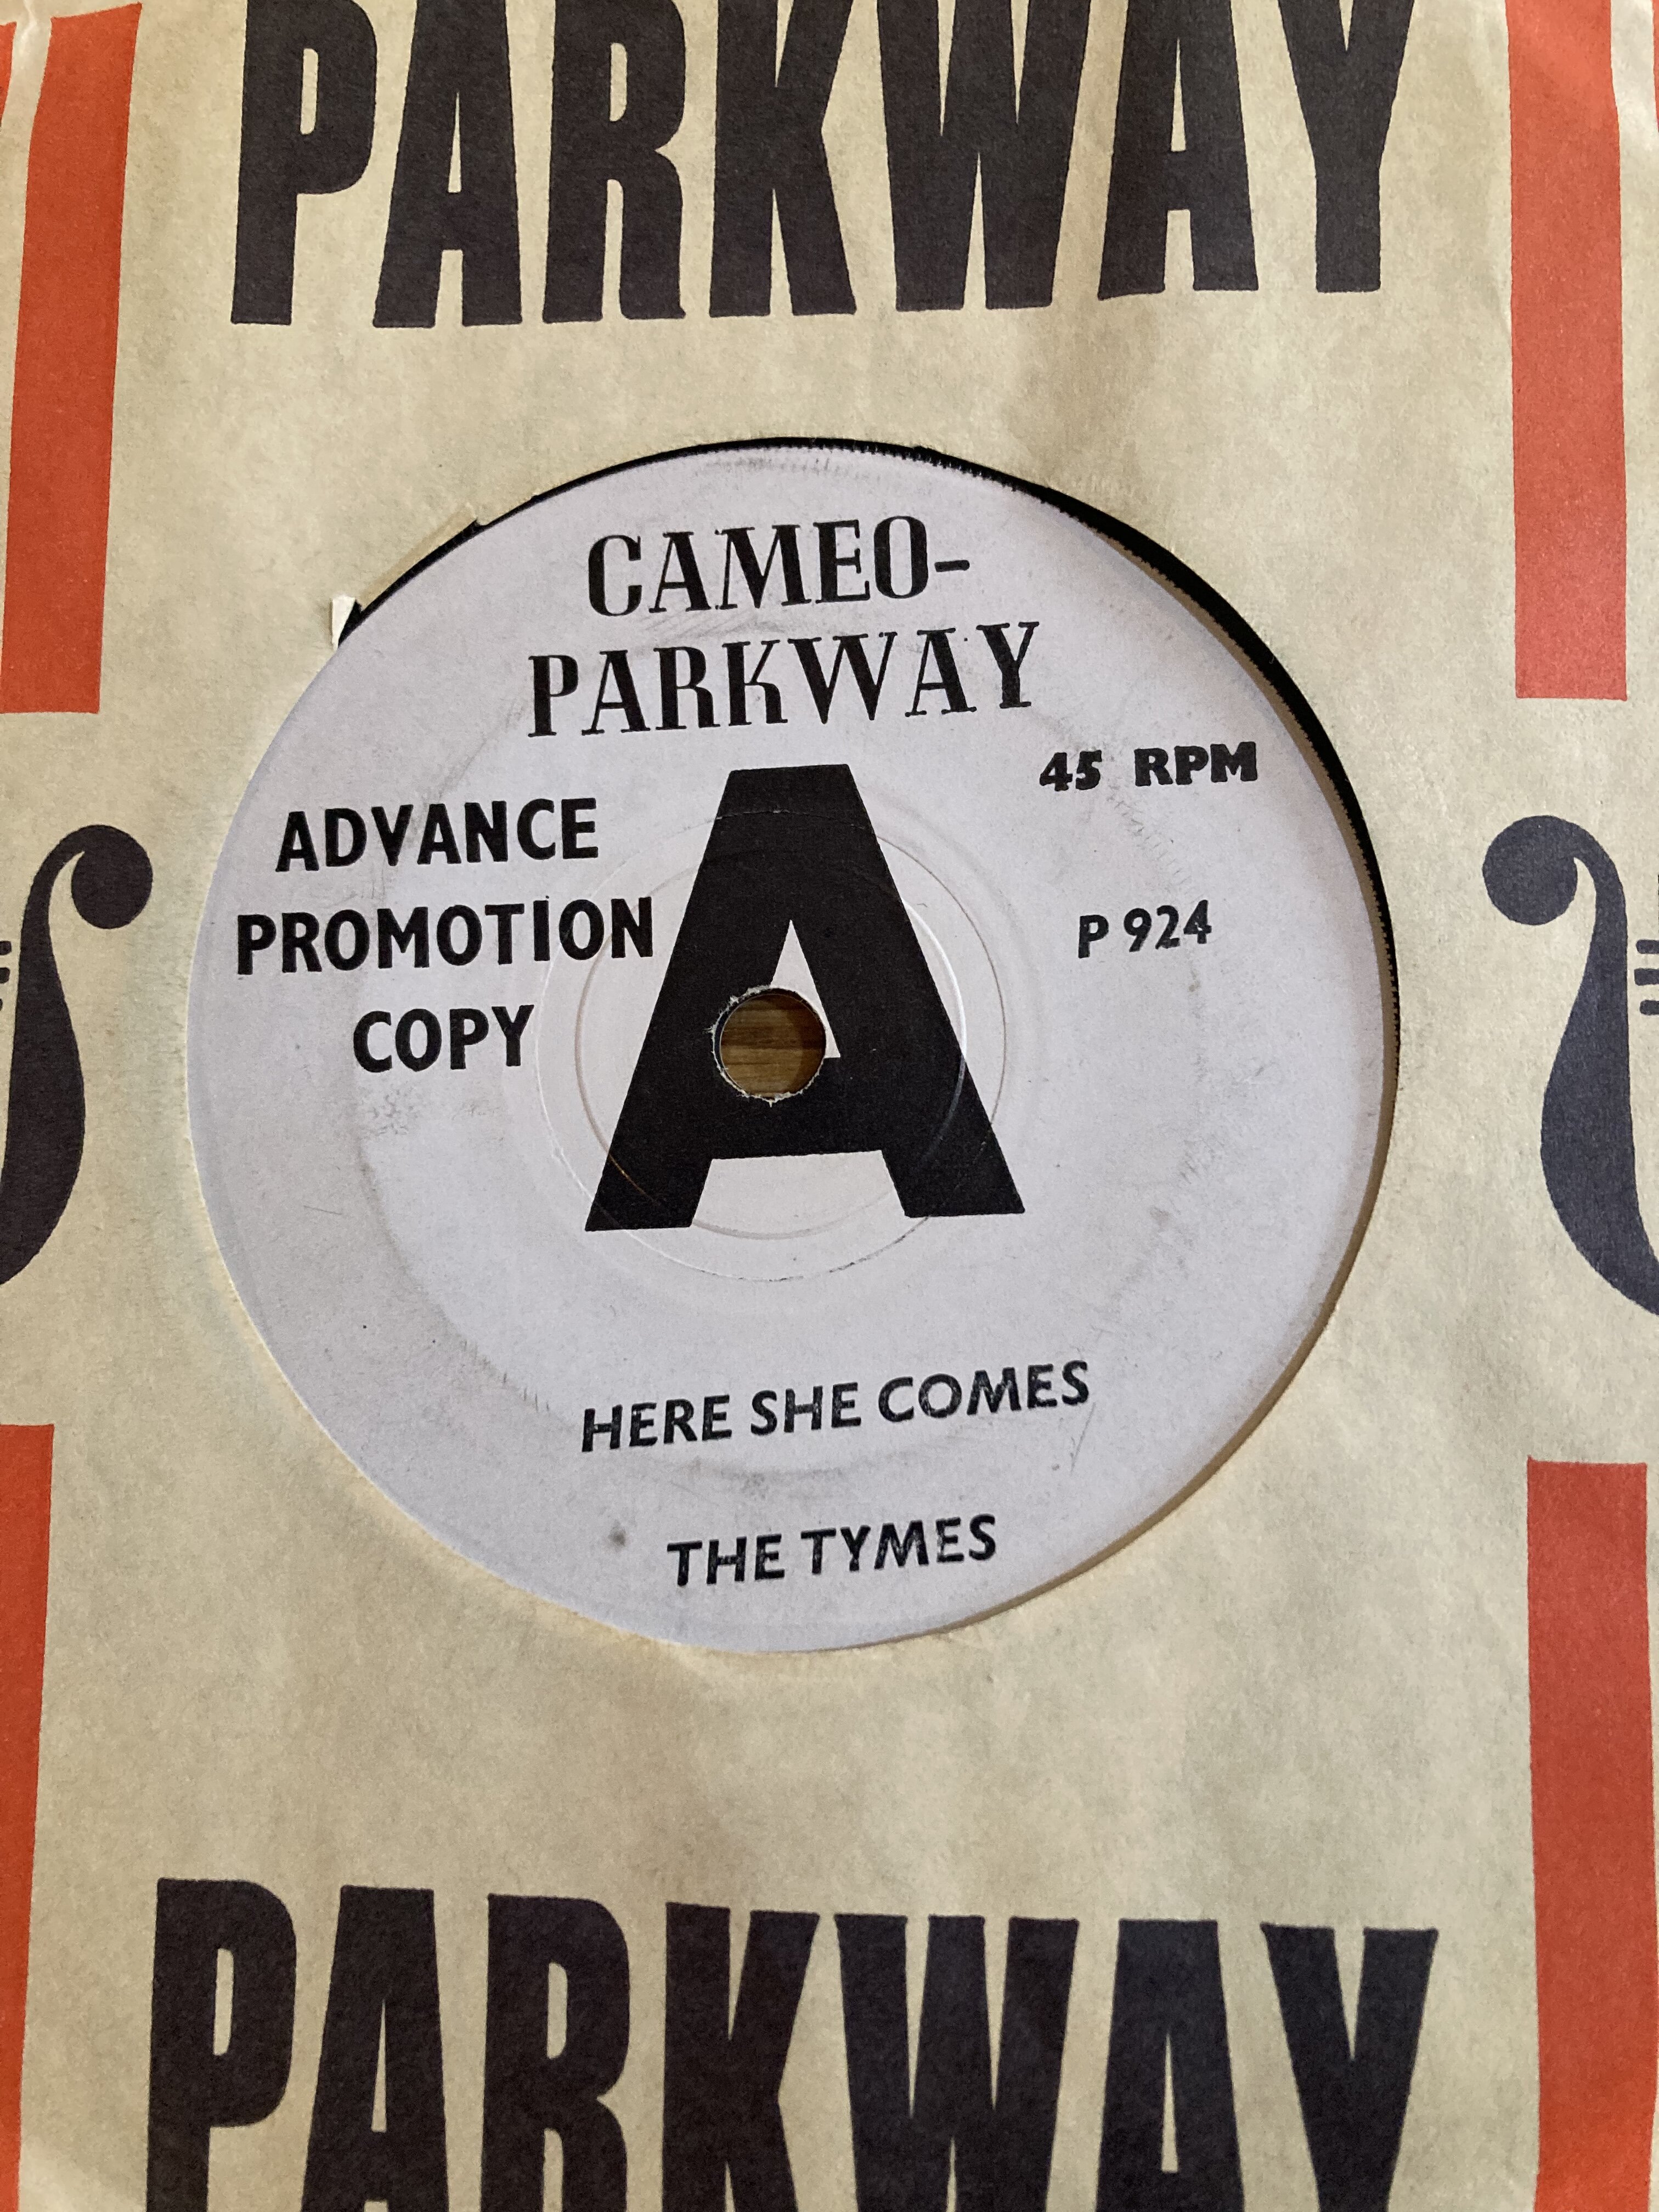 PARKWAY
CAMEO-
PARKWAY
45 RPM
ADVANCE
PROMOTION
COPY
A
P 924
HERE SHE COMES
THE TYMES
PARKWAY